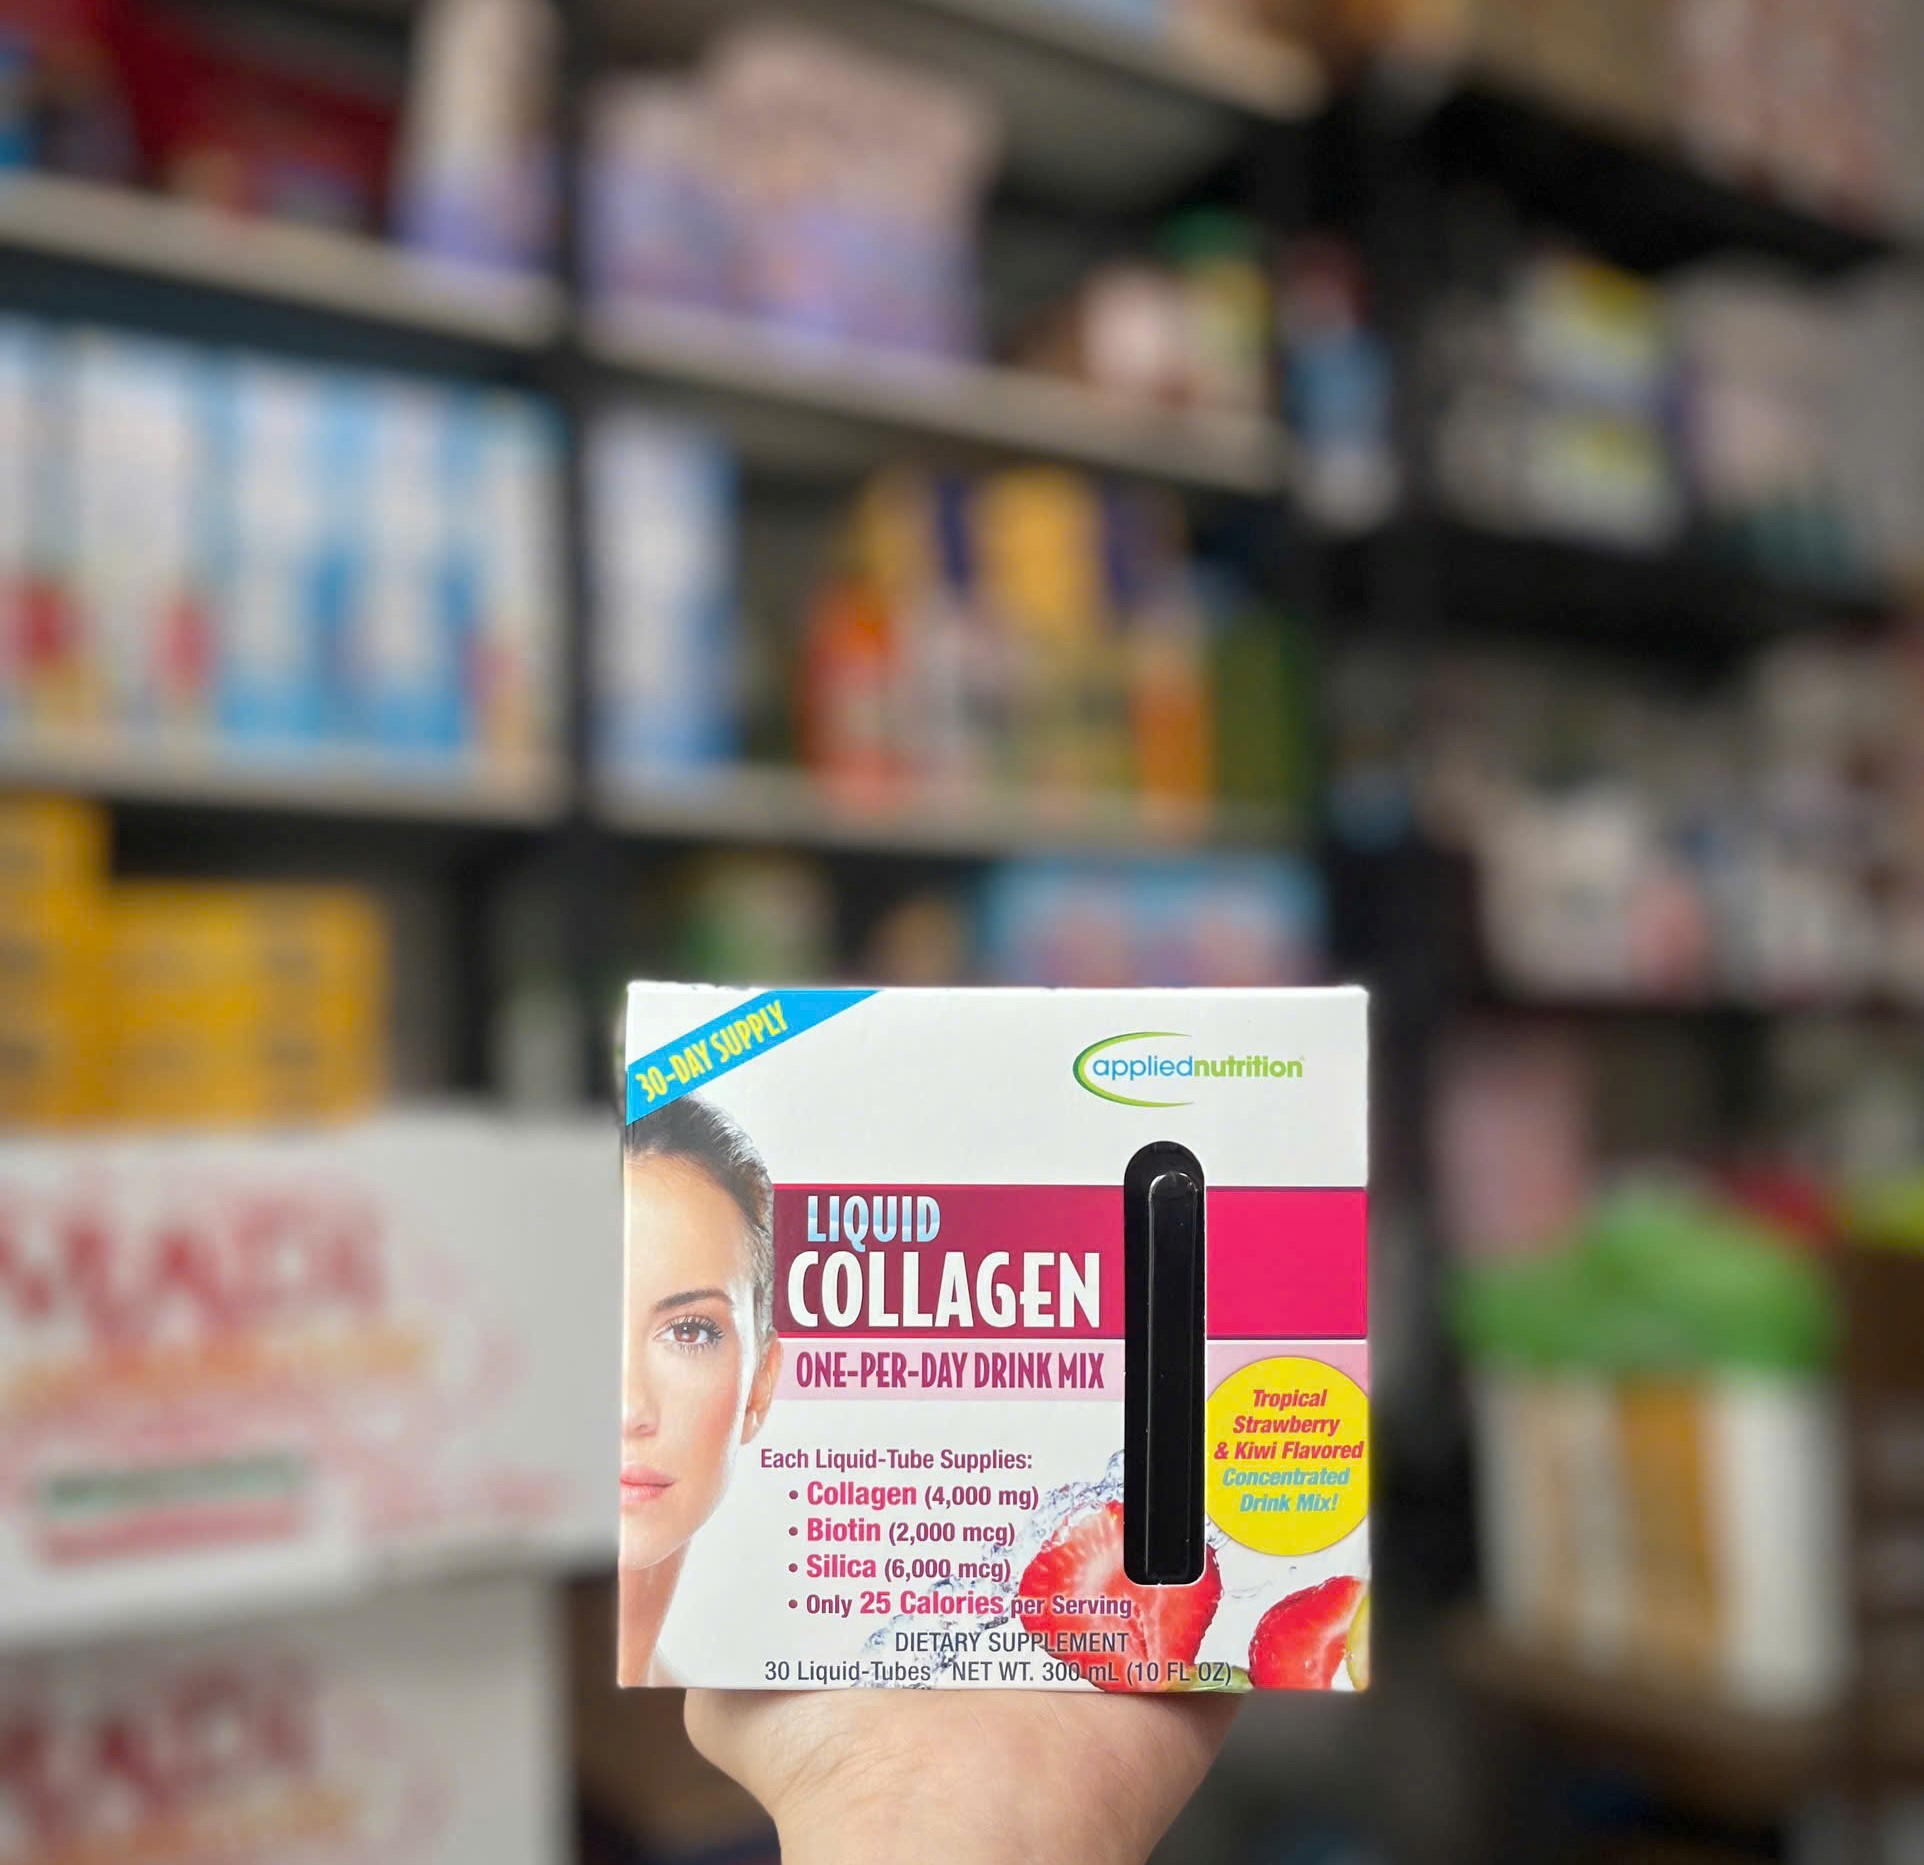 30-DAY SUPPLY
appliednutrition
LIQUID
COLLAGEN
ONE-PER-DAY DRINK MIX
Tropical
Strawberry
& Kiwi Flavored
Concentrated
Drink Mix!
Each Liquid-Tube Supplies:
• Collagen (4,000 mg)
• Biotin (2,000 mcg)
• Silica (6,000 mcg)
• Only 25 Calories per Serving
DIETARY SUPPLEMENT
30 Liquid-Tubes NET WT. 300 mL (10 FL OZ)